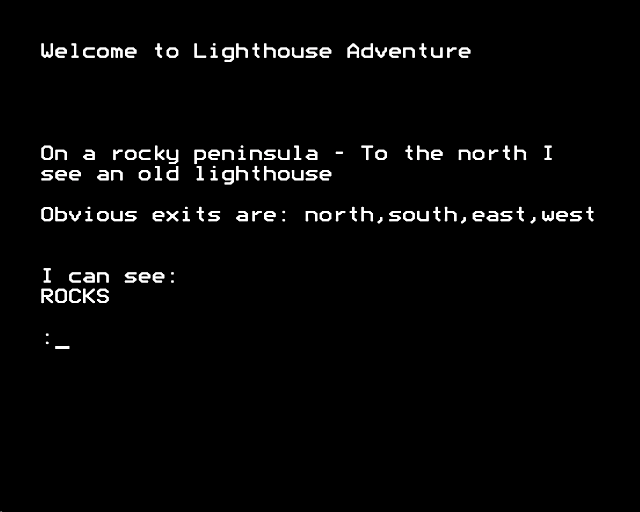 Welcome to Lighthouse Adventure
On a rocky peninsula - To the north I
see an old lighthouse
Obvious exits are: north,south,east,west
I can see:
ROCKS
:_